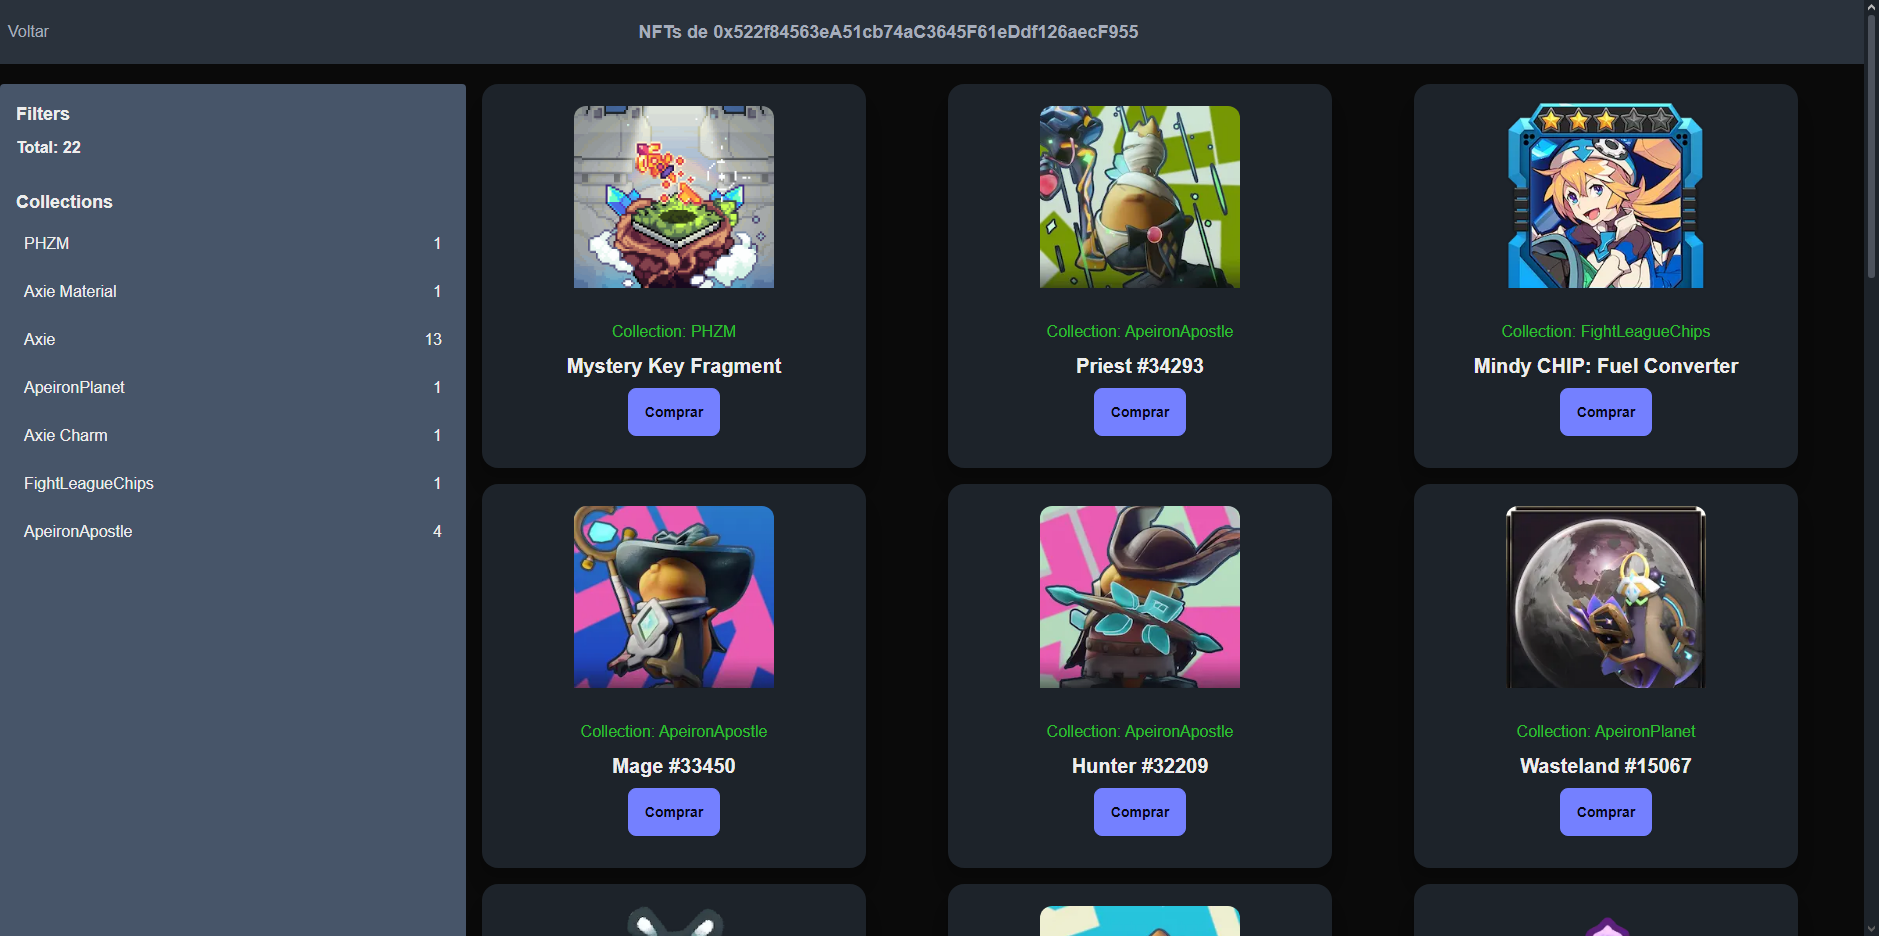 Voltar
NFTs de 0x522f84563eA51cb74aC3645F61eDdf126aecF955
Filters
Total: 22
Collections
PHZM 1
Axie Material 1
Axie 13
ApeironPlanet 1
Axie Charm 1
FightLeagueChips 1
ApeironApostle 4
Collection: PHZM
Mystery Key Fragment
Comprar
Collection: ApeironApostle
Priest #34293
Comprar
Collection: FightLeagueChips
Mindy CHIP: Fuel Converter
Comprar
Collection: ApeironApostle
Mage #33450
Comprar
Collection: ApeironApostle
Hunter #32209
Comprar
Collection: ApeironPlanet
Wasteland #15067
Comprar